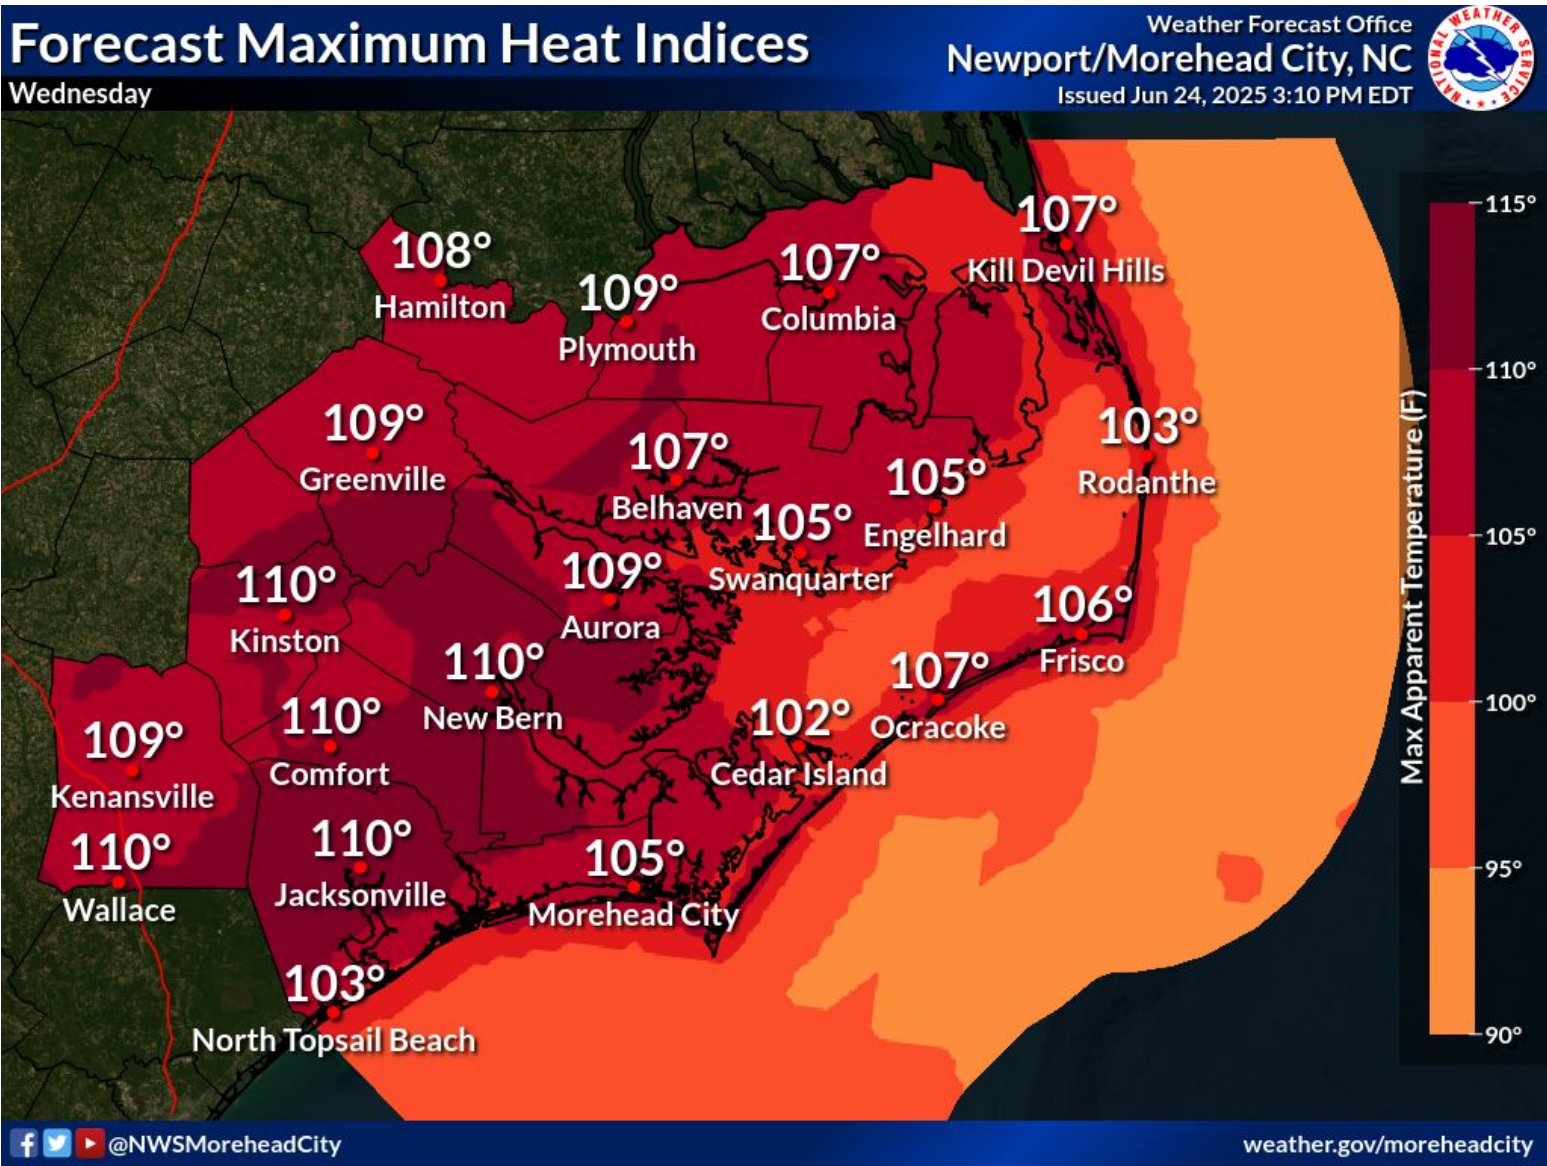 Forecast Maximum Heat Indices
Wednesday
Weather Forecast Office
Newport/Morehead City, NC
Issued Jun 24, 2025 3:10 PM EDT
NATIONAL WEATHER SERVICE
107°
Kill Devil Hills
108°
Hamilton
109°
Plymouth
107°
Columbia
109°
Greenville
107°
Belhaven
105°
Engelhard
103°
Rodanthe
105°
Swanquarter
110°
Kinston
109°
Aurora
106°
Frisco
110°
New Bern
107°
Ocracoke
110°
Comfort
102°
Cedar Island
109°
Kenansville
110°
Wallace
110°
Jacksonville
105°
Morehead City
103°
North Topsail Beach
Max Apparent Temperature (F)
115°
110°
105°
100°
95°
90°
@NWSMoreheadCity
weather.gov/moreheadcity